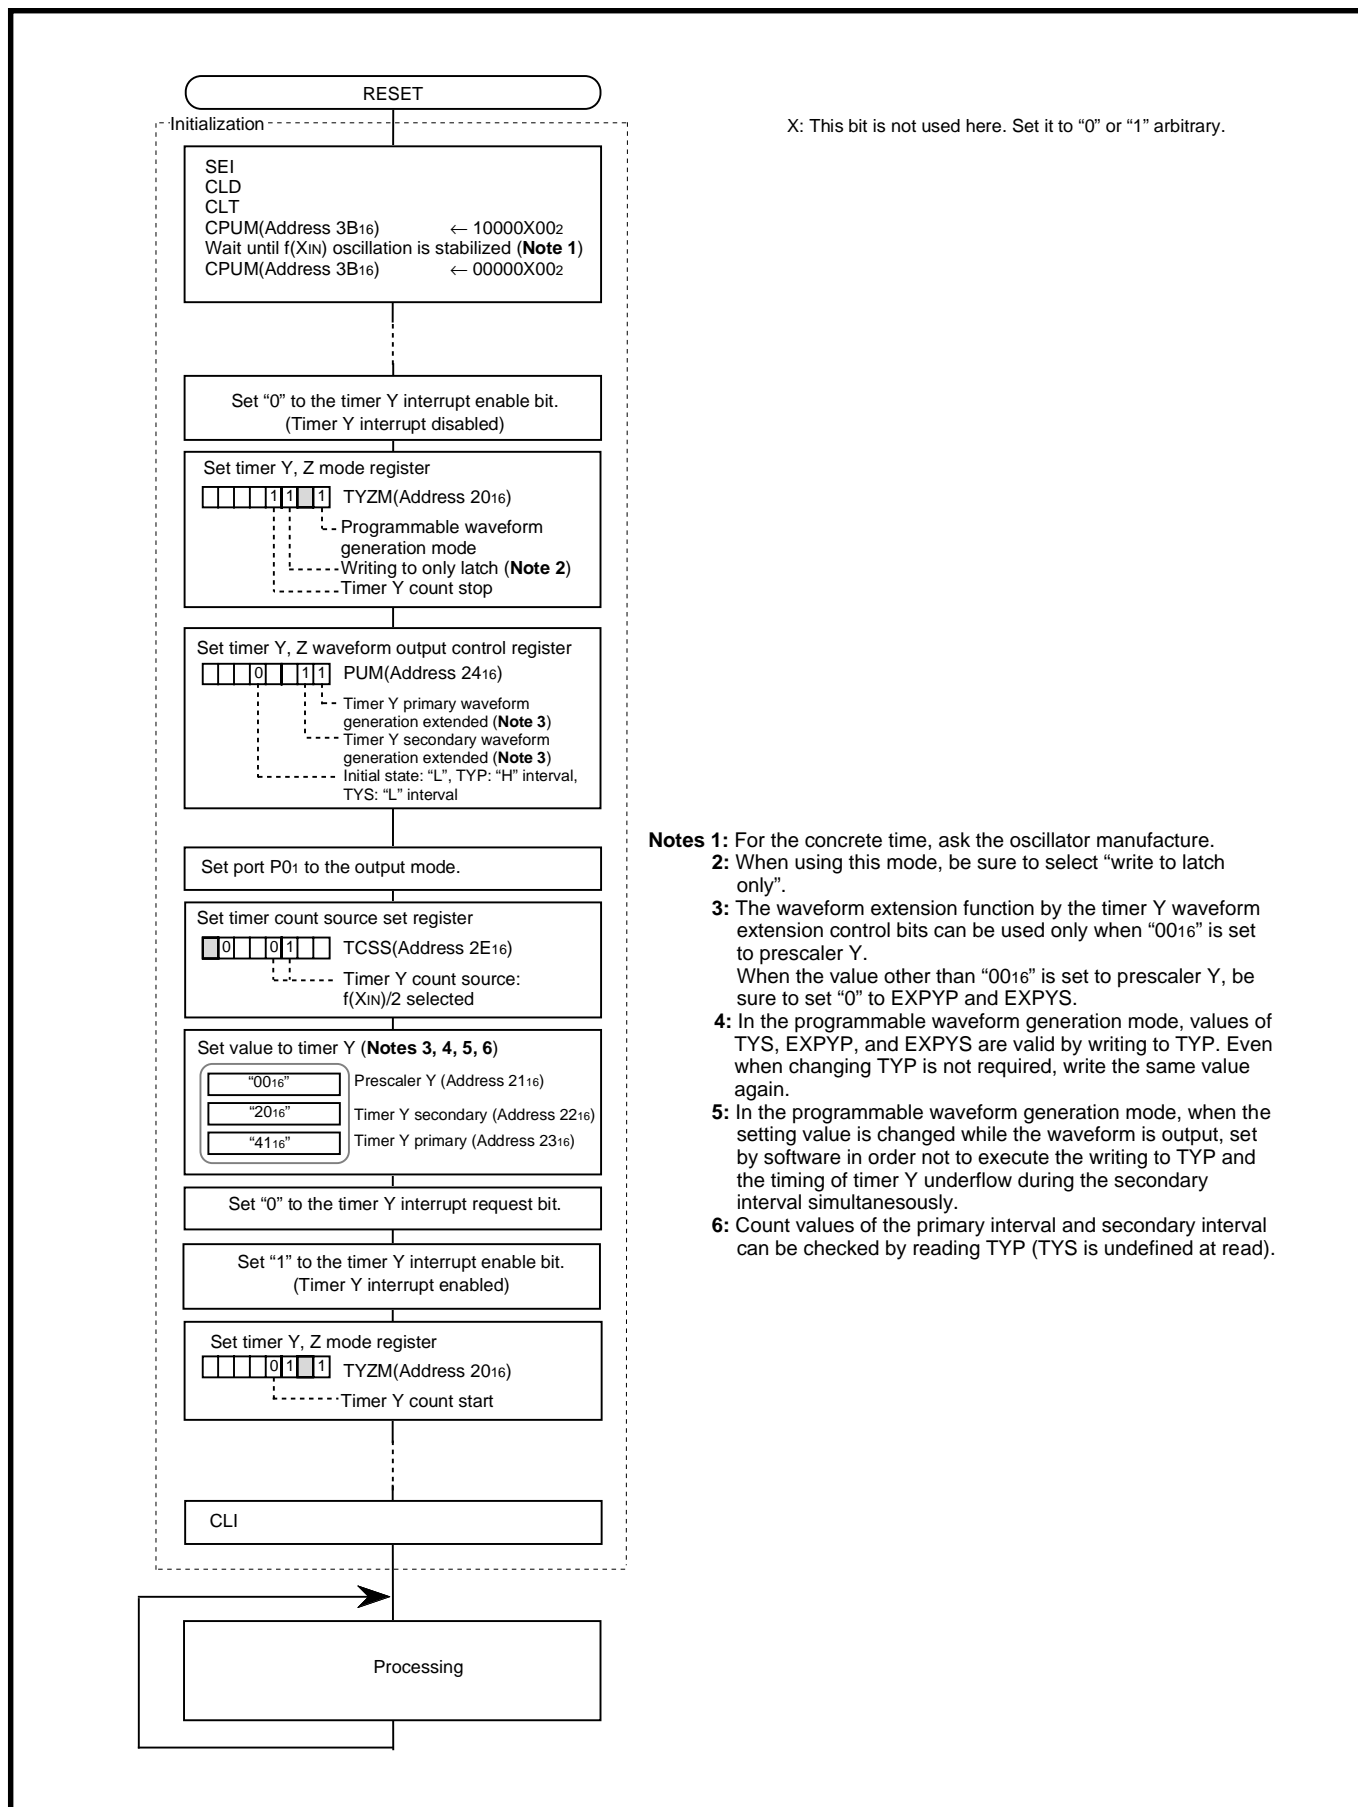 RESET
Initialization
X: This bit is not used here. Set it to “0” or “1” arbitrary.
SEI
CLD
CLT
CPUM(Address 3B16) ← 10000X002
Wait until f(XIN) oscillation is stabilized (Note 1)
CPUM(Address 3B16) ← 00000X002
Set “0” to the timer Y interrupt enable bit.
(Timer Y interrupt disabled)
Set timer Y, Z mode register
1 1 1 TYZM(Address 2016)
Programmable waveform
generation mode
Writing to only latch (Note 2)
Timer Y count stop
Set timer Y, Z waveform output control register
0 1 1 PUM(Address 2416)
Timer Y primary waveform
generation extended (Note 3)
Timer Y secondary waveform
generation extended (Note 3)
Initial state: “L”, TYP: “H” interval,
TYS: “L” interval
Set port P01 to the output mode.
Set timer count source set register
0 0 1 TCSS(Address 2E16)
Timer Y count source:
f(XIN)/2 selected
Set value to timer Y (Notes 3, 4, 5, 6)
“0016” Prescaler Y (Address 2116)
“2016” Timer Y secondary (Address 2216)
“4116” Timer Y primary (Address 2316)
Set “0” to the timer Y interrupt request bit.
Set “1” to the timer Y interrupt enable bit.
(Timer Y interrupt enabled)
Set timer Y, Z mode register
0 1 1 TYZM(Address 2016)
Timer Y count start
CLI
Processing
Notes 1: For the concrete time, ask the oscillator manufacture.
2: When using this mode, be sure to select “write to latch
only”.
3: The waveform extension function by the timer Y waveform
extension control bits can be used only when “0016” is set
to prescaler Y.
When the value other than “0016” is set to prescaler Y, be
sure to set “0” to EXPYP and EXPYS.
4: In the programmable waveform generation mode, values of
TYS, EXPYP, and EXPYS are valid by writing to TYP. Even
when changing TYP is not required, write the same value
again.
5: In the programmable waveform generation mode, when the
setting value is changed while the waveform is output, set
by software in order not to execute the writing to TYP and
the timing of timer Y underflow during the secondary
interval simultanesously.
6: Count values of the primary interval and secondary interval
can be checked by reading TYP (TYS is undefined at read).